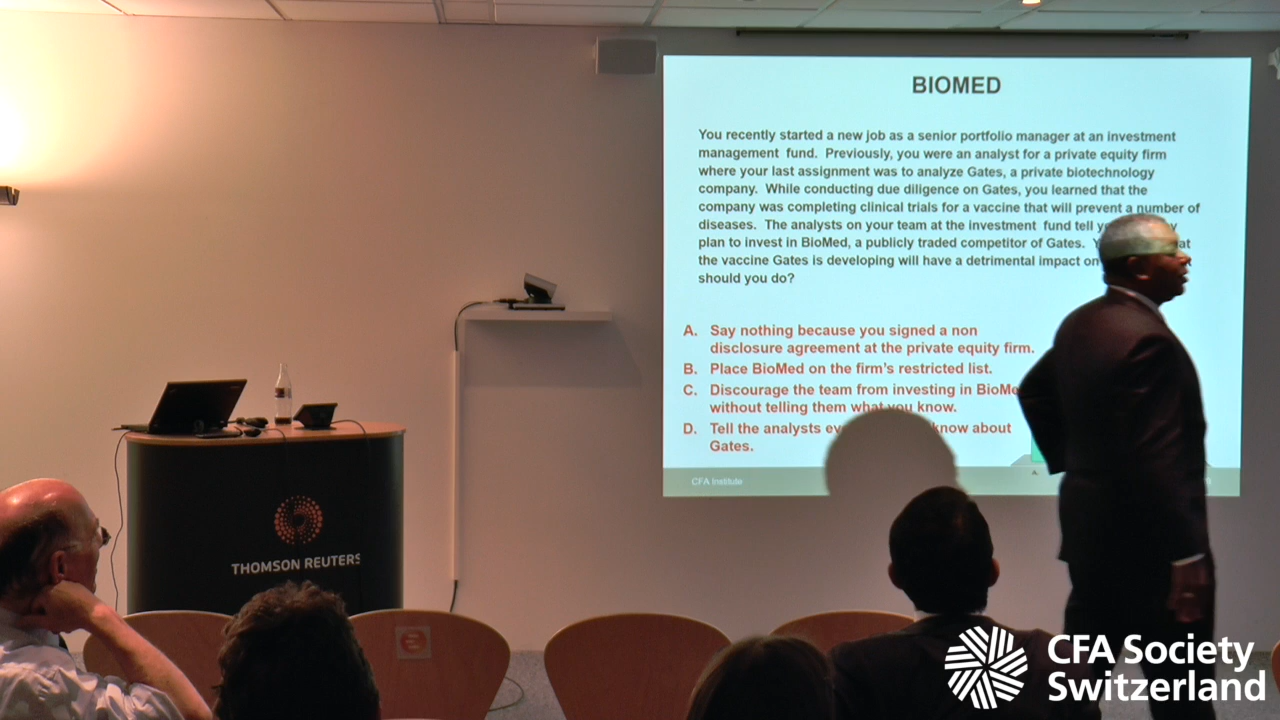 BIOMED
You recently started a new job as a senior portfolio manager at an investment
management fund. Previously, you were an analyst for a private equity firm
where your last assignment was to analyze Gates, a private biotechnology
company. While conducting due diligence on Gates, you learned that the
company was completing clinical trials for a vaccine that will prevent a number of
diseases. The analysts on your team at the investment fund tell
plan to invest in BioMed, a publicly traded competitor of Gates.
the vaccine Gates is developing will have a detrimental impact on
should you do?
A. Say nothing because you signed a non
disclosure agreement at the private equity firm.
B. Place BioMed on the firm's restricted list.
C. Discourage the team from investing in
without telling them what you know.
D. Tell the analysts know about
Gates.
CFA Institute
THOMSON REUTERS
CFA Society
Switzerland